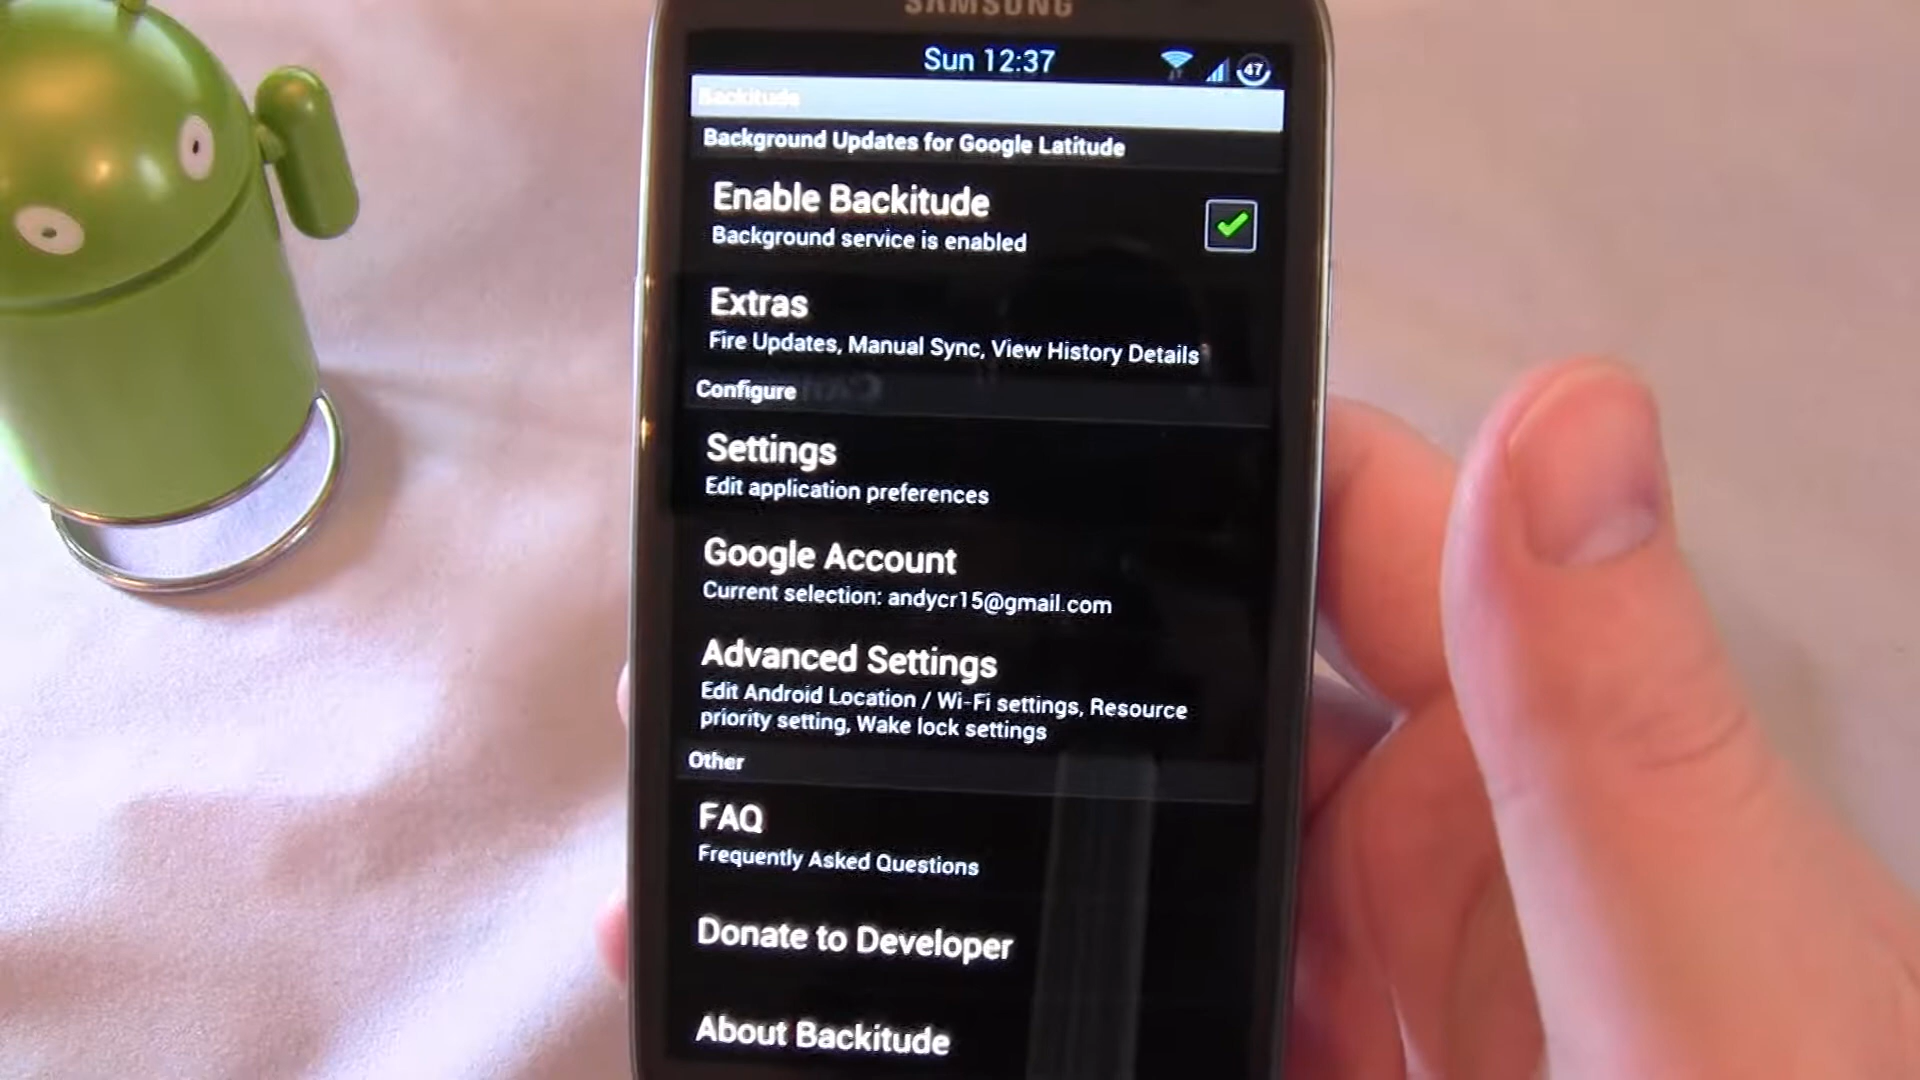 SAMSUNG
Sun 12:37
47
Backitude
Background Updates for Google Latitude
Enable Backitude
Background service is enabled
Extras
Fire Updates, Manual Sync, View History Details
Configure
Settings
Edit application preferences
Google Account
Current selection: andycr15@gmail.com
Advanced Settings
Edit Android Location / Wi-Fi settings, Resource
priority setting, Wake lock settings
Other
FAQ
Frequently Asked Questions
Donate to Developer
About Backitude